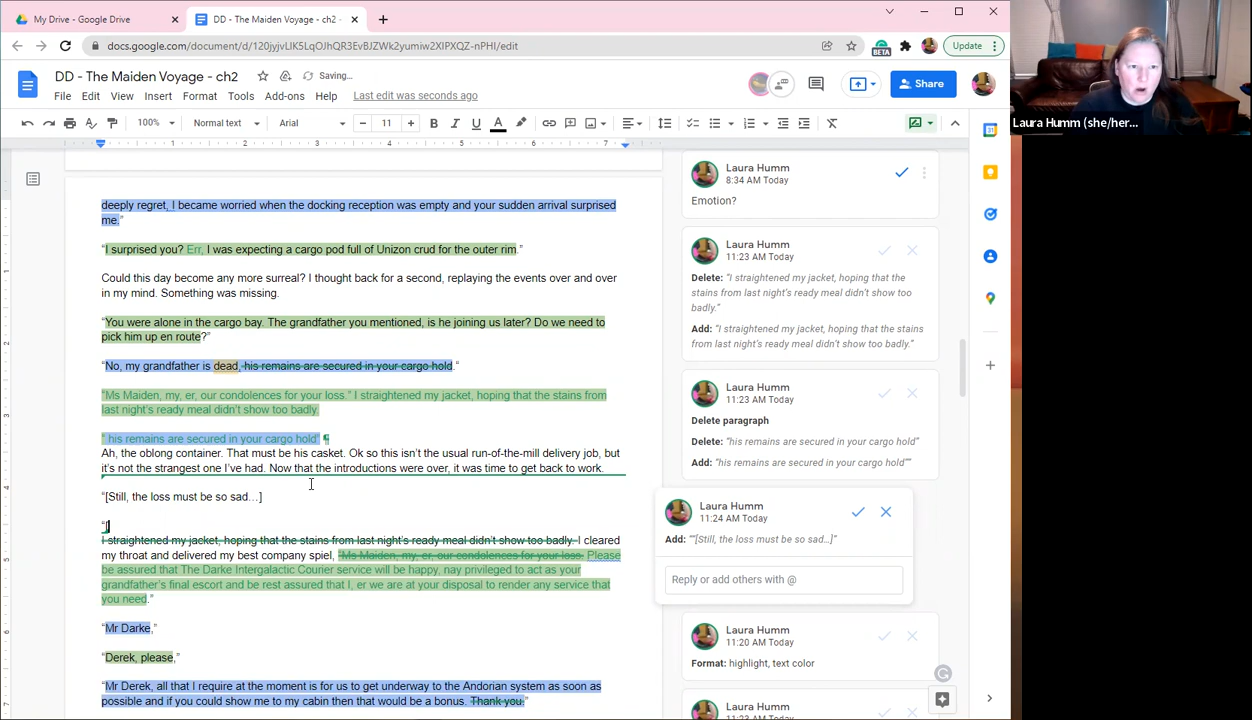 My Drive - Google Drive
DD - The Maiden Voyage - ch2 -
docs.google.com/document/d/120jyjvLlK5LqOJhQR3EvBJZWk2yumiw2XlPXQZ-nPHI/edit
BETA
Update
DD - The Maiden Voyage - ch2
Saving...
File Edit View Insert Format Tools Add-ons Help Last edit was seconds ago
Share
100% Normal text Arial 11
1 2 3 4 5 6 7
Laura Humm (she/her...
deeply regret, I became worried when the docking reception was empty and your sudden arrival surprised
me."
"I surprised you? Err, I was expecting a cargo pod full of Unizon crud for the outer rim."
Could this day become any more surreal? I thought back for a second, replaying the events over and over
in my mind. Something was missing.
"You were alone in the cargo bay. The grandfather you mentioned, is he joining us later? Do we need to
pick him up en route?"
"No, my grandfather is dead, his remains are secured in your cargo hold."
"Ms Maiden, my, er, our condolences for your loss." I straightened my jacket, hoping that the stains from
last night's ready meal didn't show too badly.
" his remains are secured in your cargo hold" ¶
Ah, the oblong container. That must be his casket. Ok so this isn't the usual run-of-the-mill delivery job, but
it's not the strangest one I've had. Now that the introductions were over, it was time to get back to work.
"[Still, the loss must be so sad…]
"[
I straightened my jacket, hoping that the stains from last night's ready meal didn't show too badly. I cleared
my throat and delivered my best company spiel, "Ms Maiden, my, er, our condolences for your loss. Please
be assured that The Darke Intergalactic Courier service will be happy, nay privileged to act as your
grandfather's final escort and be rest assured that I, er we are at your disposal to render any service that
you need."
"Mr Darke,"
"Derek, please,"
"Mr Derek, all that I require at the moment is for us to get underway to the Andorian system as soon as
possible and if you could show me to my cabin then that would be a bonus. Thank you."
Laura Humm
8:34 AM Today
Emotion?
Laura Humm
11:23 AM Today
Delete: "I straightened my jacket, hoping that the
stains from last night's ready meal didn't show too
badly."
Add: "I straightened my jacket, hoping that the stains
from last night's ready meal didn't show too badly."
Laura Humm
11:23 AM Today
Delete paragraph
Delete: "his remains are secured in your cargo hold"
Add: "his remains are secured in your cargo hold""
Laura Humm
11:24 AM Today
Add: ""[Still, the loss must be so sad…]"
Reply or add others with @
Laura Humm
11:20 AM Today
Format: highlight, text color
Laura Humm
11:23 AM Today